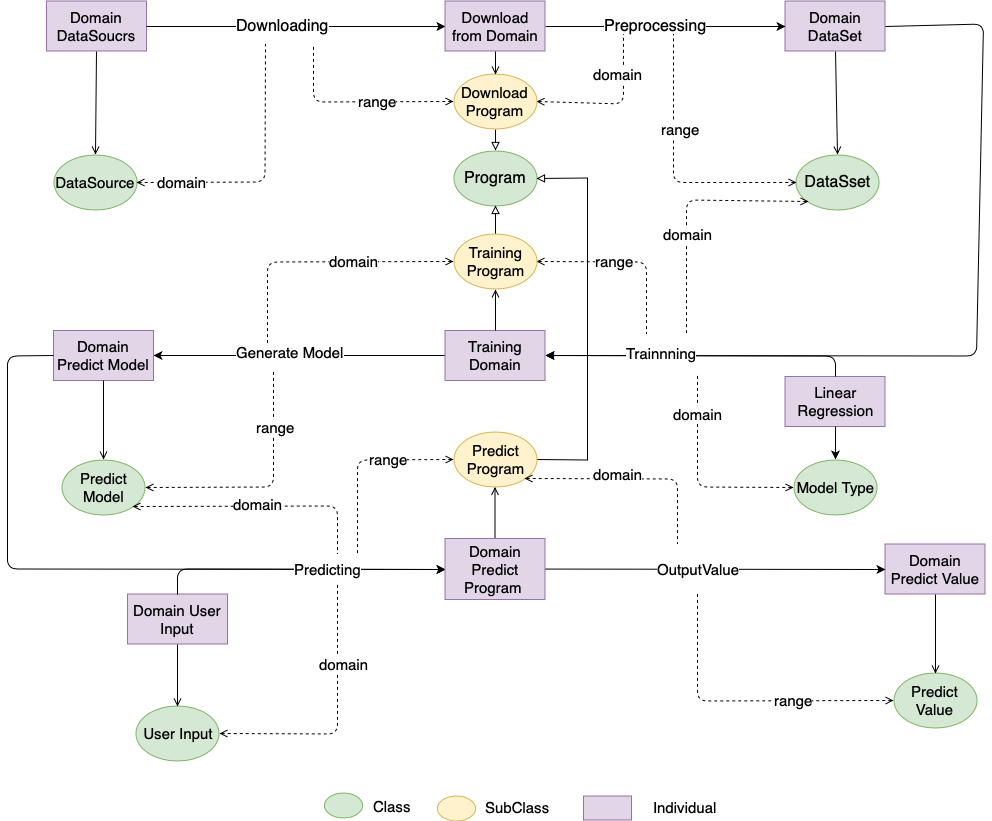 Domain
DataSoucrs
Downloading
Download
from Domain
Preprocessing
Domain
DataSet
domain
range
Download
Program
range
DataSource
domain
Program
DataSset
domain
domain
Training
Program
range
Domain
Predict Model
Generate Model
Training
Domain
Trainnning
Linear
Regression
domain
range
Predict
Model
range
Predict
Program
domain
Model Type
domain
Domain
Predict
Program
Predicting
OutputValue
Domain
Predict Value
Domain User
Input
domain
range
Predict
Value
User Input
Class
SubClass
Individual